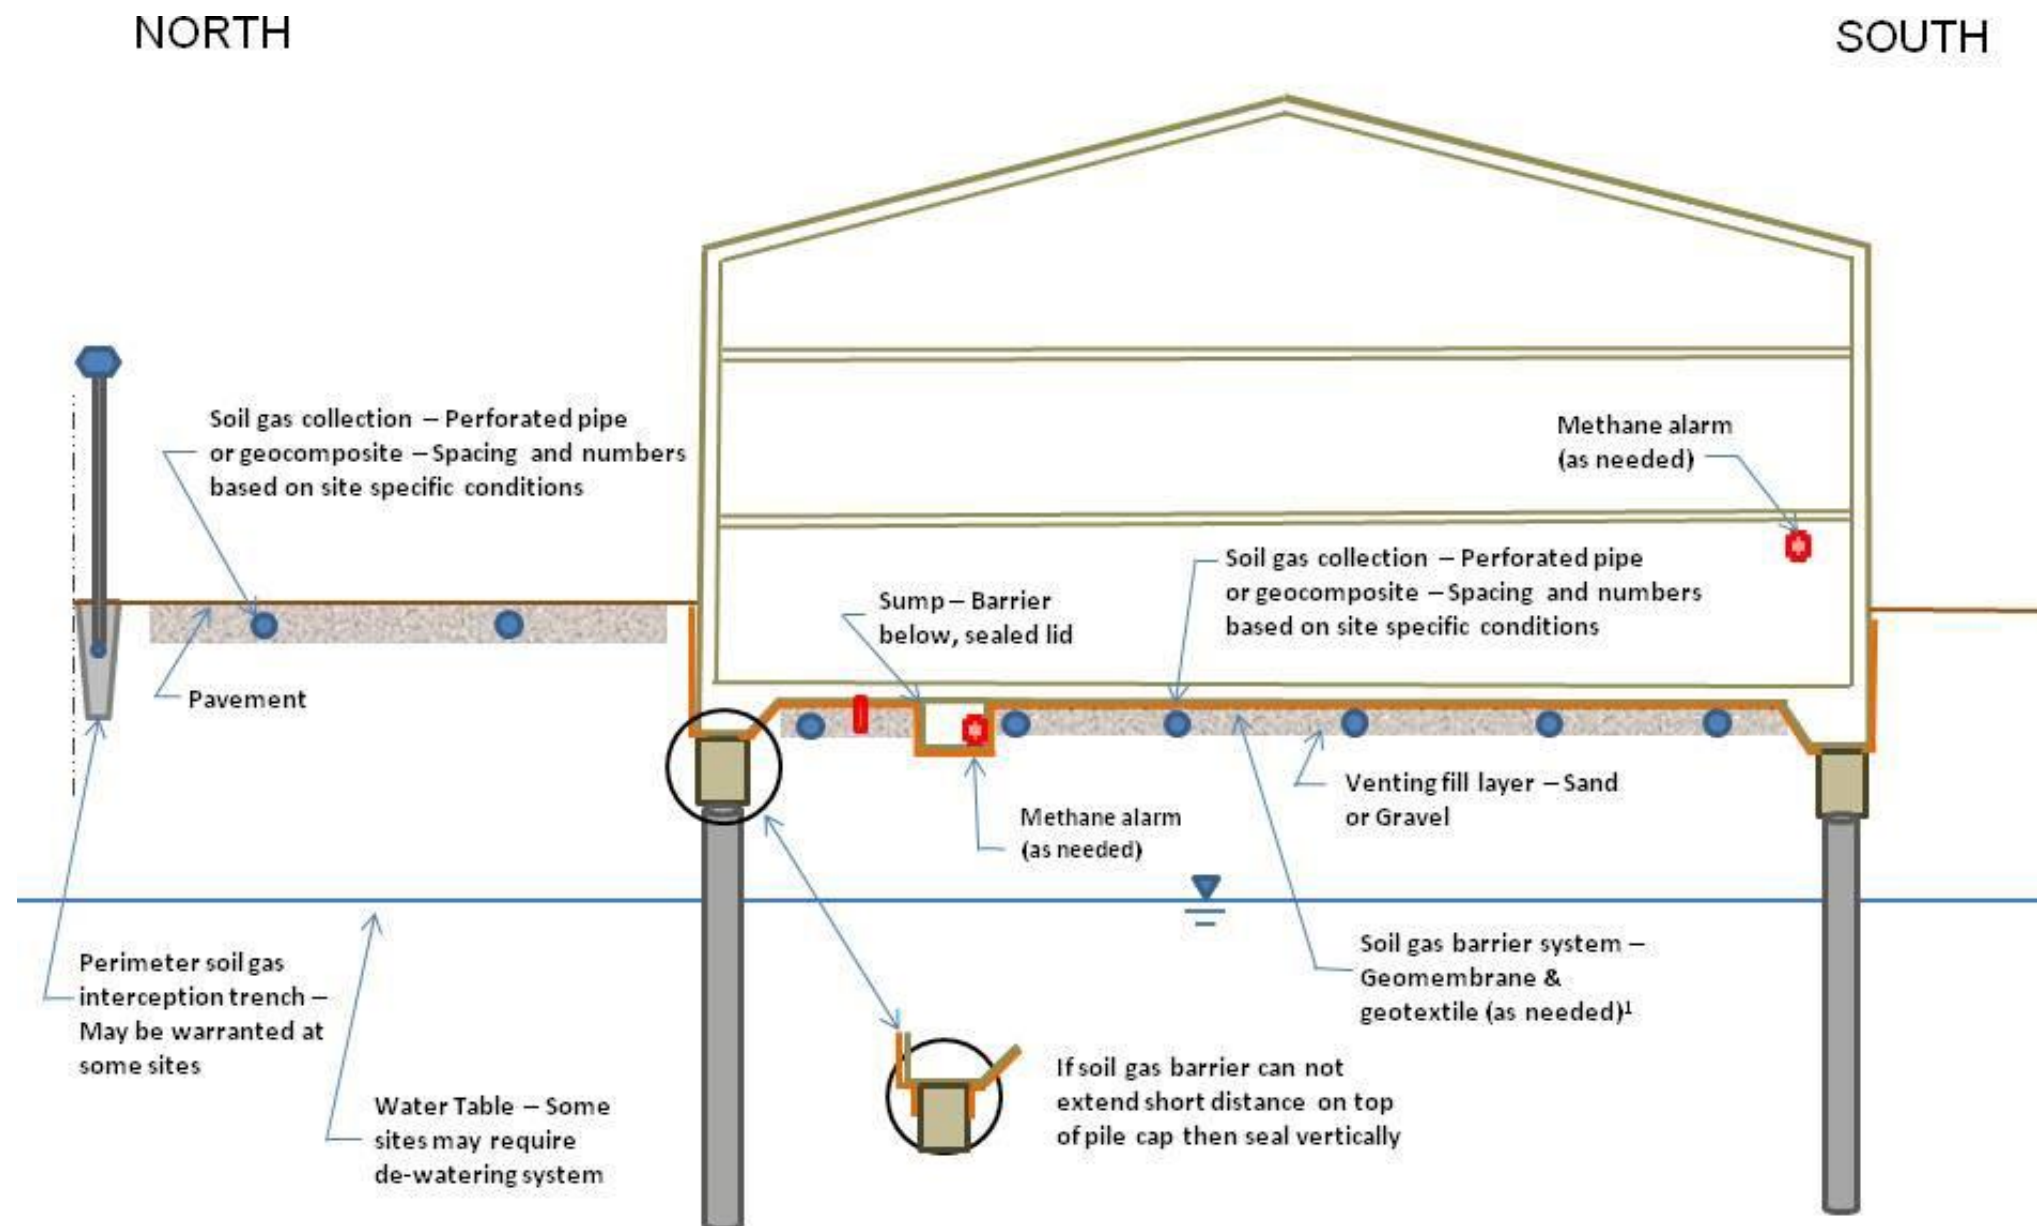 NORTH
SOUTH
Soil gas collection – Perforated pipe
or geocomposite – Spacing and numbers
based on site specific conditions
Methane alarm
(as needed)
Soil gas collection – Perforated pipe
or geocomposite – Spacing and numbers
based on site specific conditions
Sump – Barrier
below, sealed lid
Pavement
Venting fill layer – Sand
or Gravel
Methane alarm
(as needed)
Soil gas barrier system –
Geomembrane &
geotextile (as needed)¹
Perimeter soil gas
interception trench –
May be warranted at
some sites
If soil gas barrier can not
extend short distance on top
of pile cap then seal vertically
Water Table – Some
sites may require
de-watering system